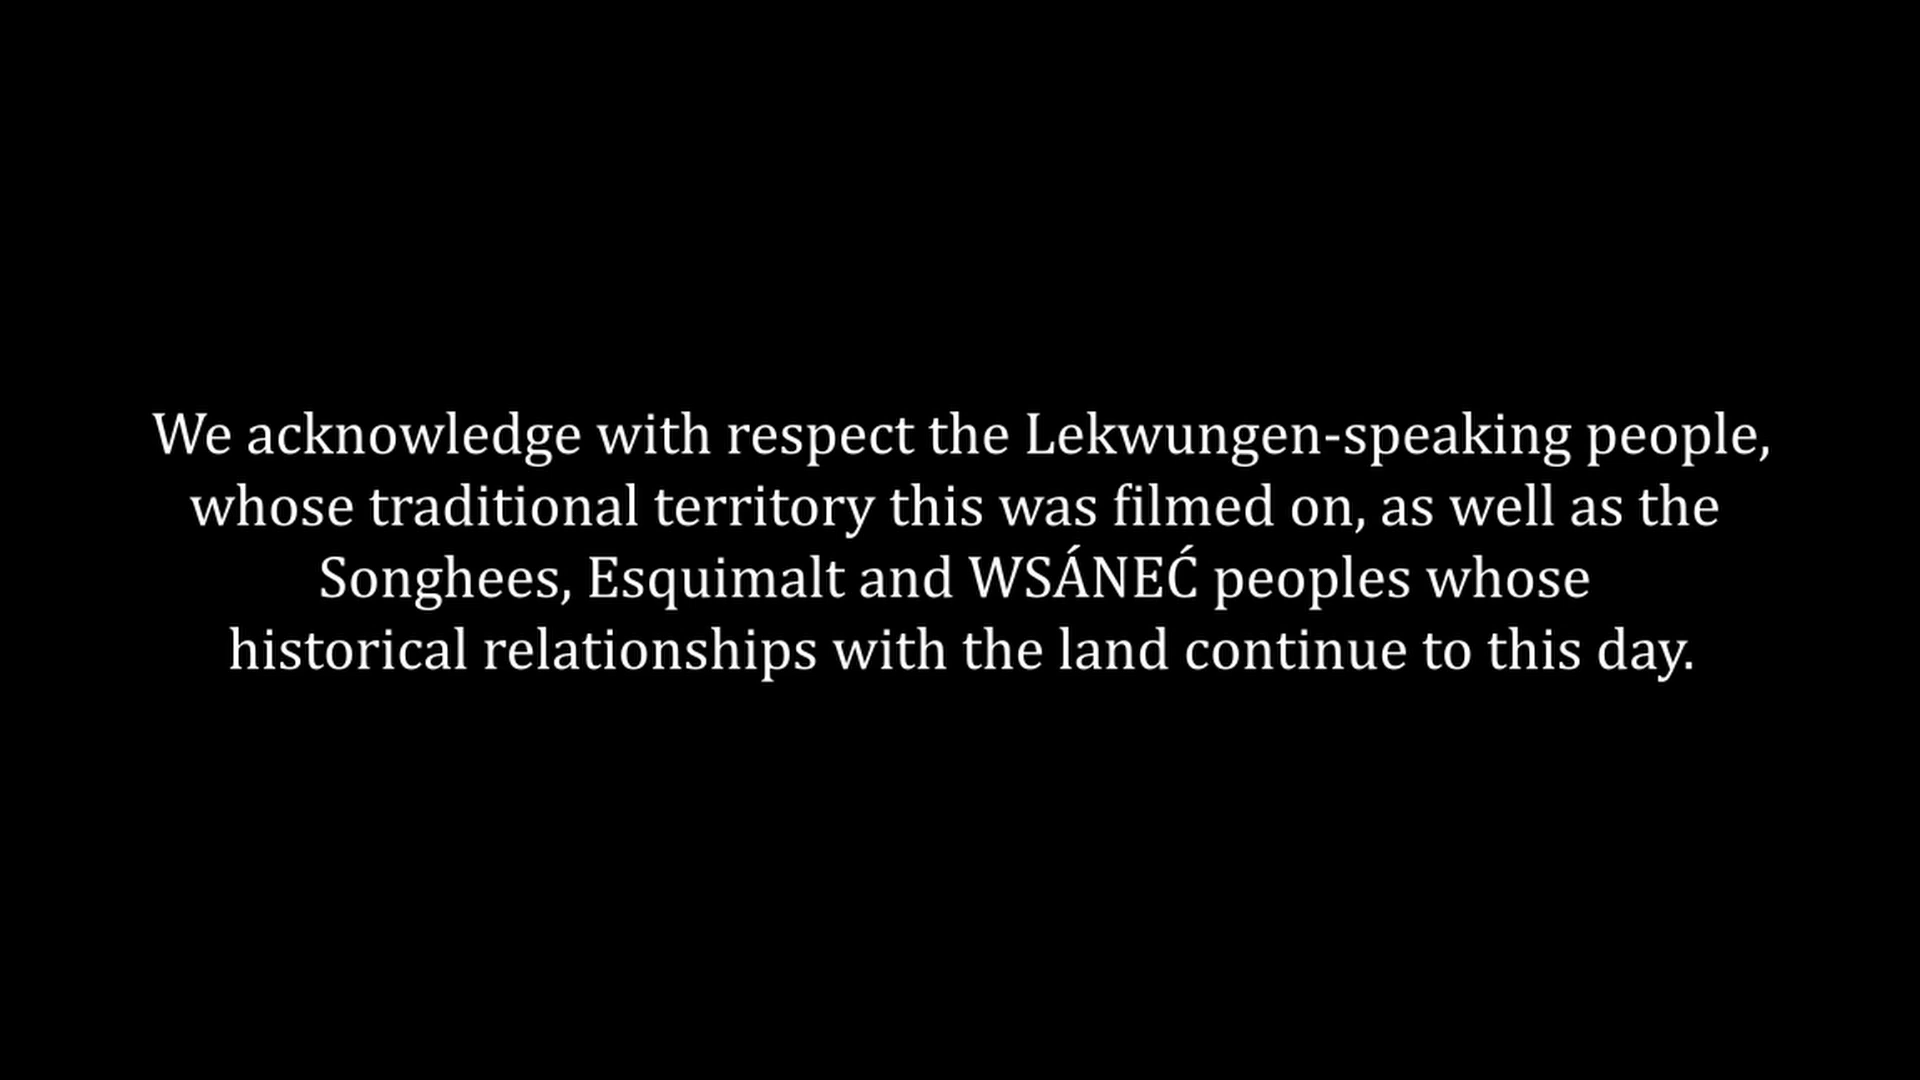 We acknowledge with respect the Lekwungen-speaking people,
whose traditional territory this was filmed on, as well as the
Songhees, Esquimalt and WSÁNEĆ peoples whose
historical relationships with the land continue to this day.